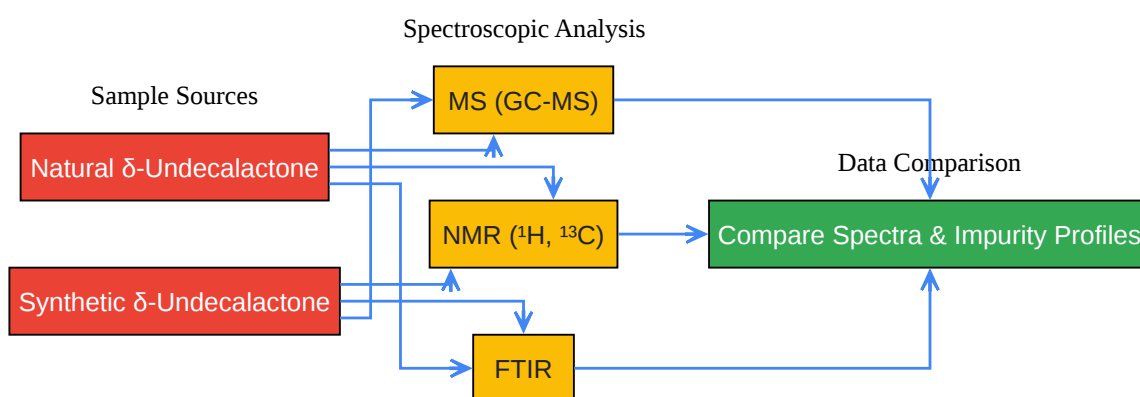 Spectroscopic Analysis
Sample Sources
MS (GC-MS)
Natural δ-Undecalactone
Data Comparison
NMR (¹H, ¹³C)
Compare Spectra & Impurity Profiles
Synthetic δ-Undecalactone
FTIR